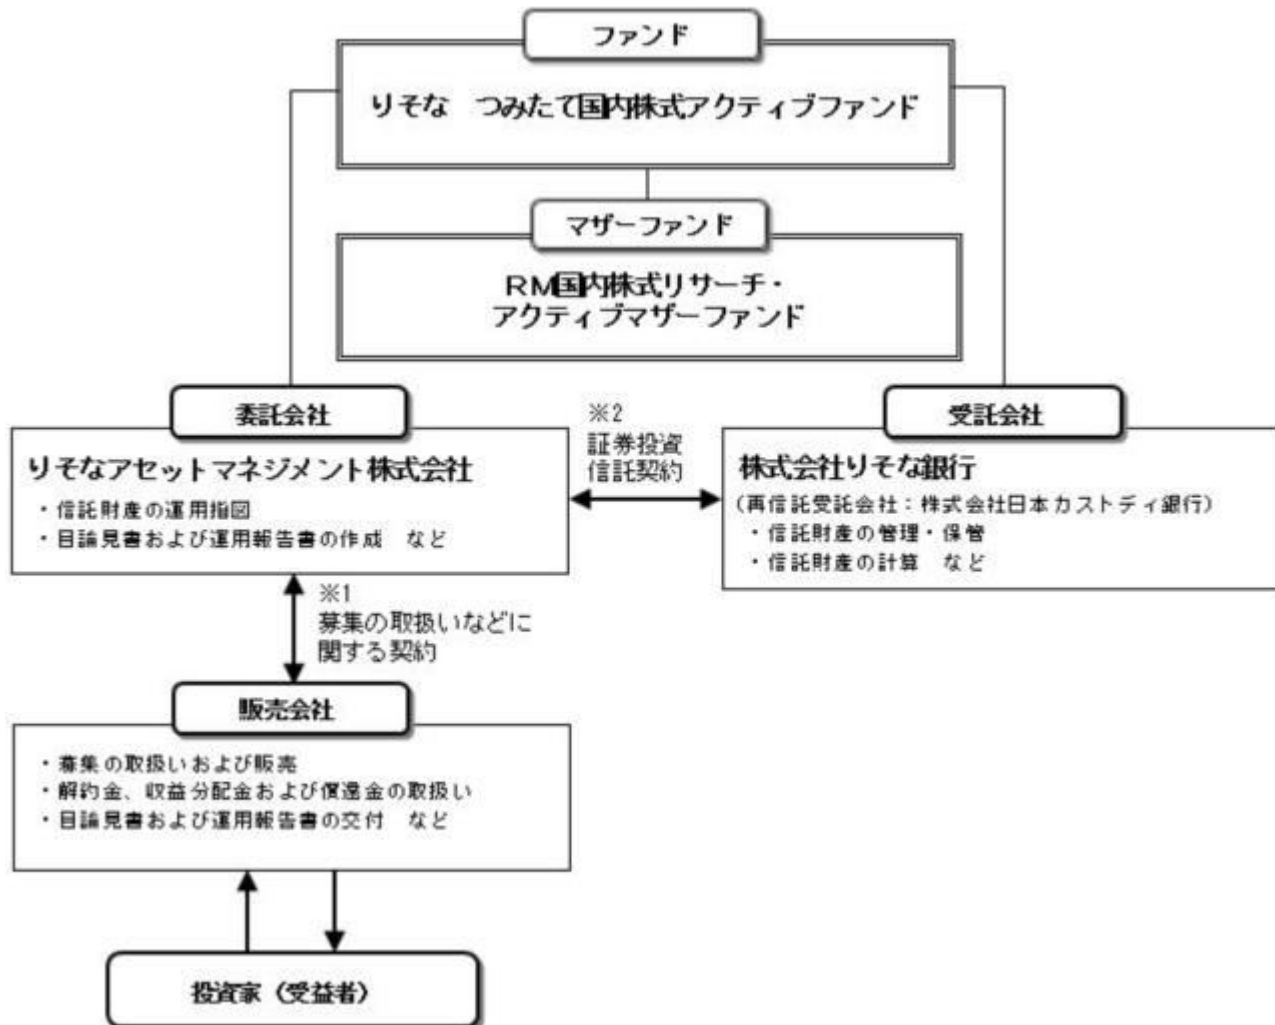 ファンド
りそな　つみたて国内株式アクティブファンド
マザーファンド
RM国内株式リサーチ・
アクティブマザーファンド
委託会社
りそなアセットマネジメント株式会社
・信託財産の運用指図
・目論見書および運用報告書の作成　など
※2
証券投資
信託契約
受託会社
株式会社りそな銀行
(再信託受託会社：株式会社日本カストディ銀行)
・信託財産の管理・保管
・信託財産の計算　など
※1
募集の取扱いなどに
関する契約
販売会社
・募集の取扱いおよび販売
・解約金、収益分配金および償還金の取扱い
・目論見書および運用報告書の交付　など
投資家（受益者）